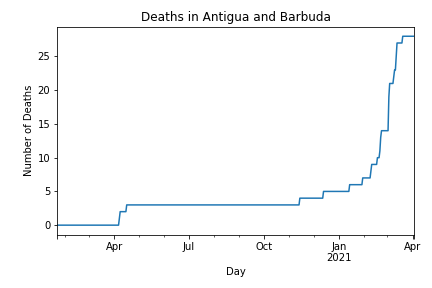 Deaths in Antigua and Barbuda
Number of Deaths
25
20
15
10
5
0
Apr
Jul
Oct
Jan
2021
Apr
Day